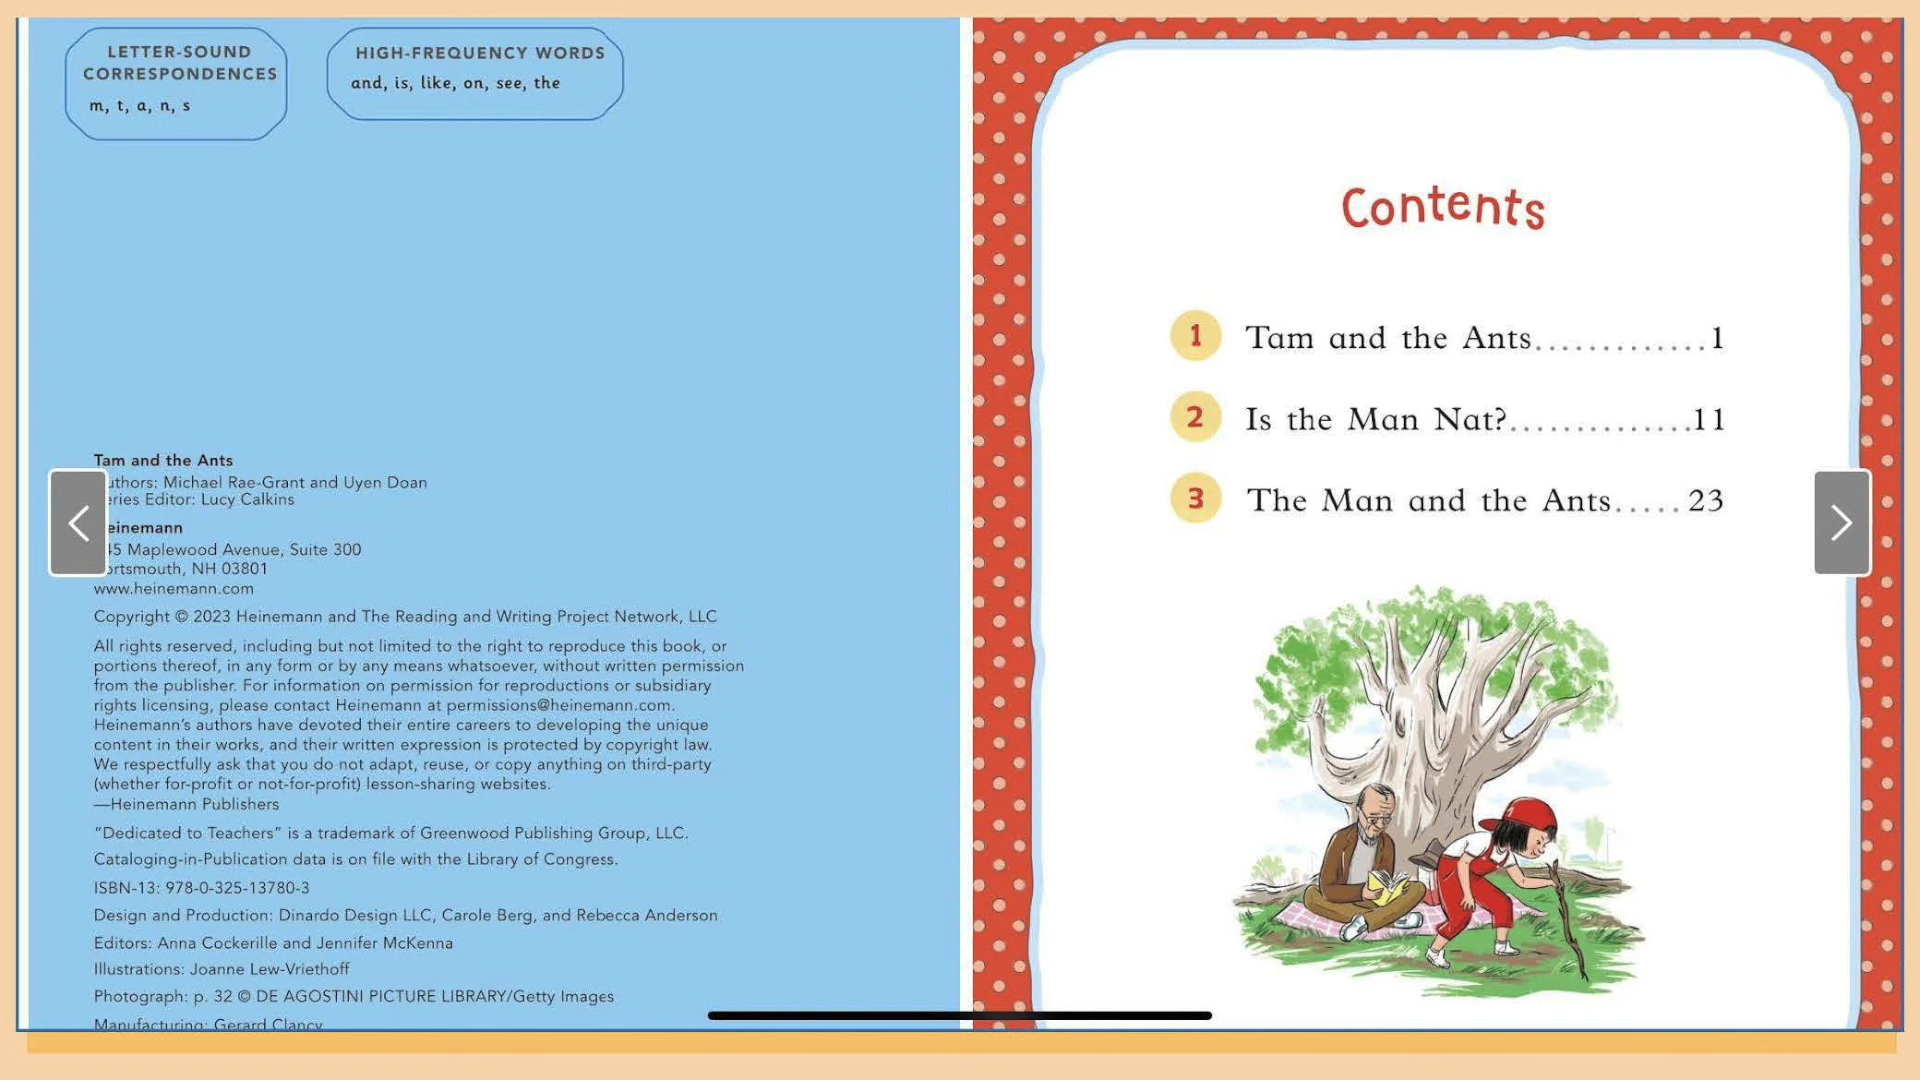 LETTER-SOUND
CORRESPONDENCES
m, t, a, n, s
HIGH-FREQUENCY WORDS
and, is, like, on, see, the
Tam and the Ants
uthors: Michael Rae-Grant and Uyen Doan
eries Editor: Lucy Calkins
einemann
45 Maplewood Avenue, Suite 300
ortsmouth, NH 03801
www.heinemann.com
Copyright © 2023 Heinemann and The Reading and Writing Project Network, LLC
All rights reserved, including but not limited to the right to reproduce this book, or
portions thereof, in any form or by any means whatsoever, without written permission
from the publisher. For information on permission for reproductions or subsidiary
rights licensing, please contact Heinemann at permissions@heinemann.com.
Heinemann's authors have devoted their entire careers to developing the unique
content in their works, and their written expression is protected by copyright law.
We respectfully ask that you do not adapt, reuse, or copy anything on third-party
(whether for-profit or not-for-profit) lesson-sharing websites.
—Heinemann Publishers
"Dedicated to Teachers" is a trademark of Greenwood Publishing Group, LLC.
Cataloging-in-Publication data is on file with the Library of Congress.
ISBN-13: 978-0-325-13780-3
Design and Production: Dinardo Design LLC, Carole Berg, and Rebecca Anderson
Editors: Anna Cockerille and Jennifer McKenna
Illustrations: Joanne Lew-Vriethoff
Photograph: p. 32 © DE AGOSTINI PICTURE LIBRARY/Getty Images
Manufacturing: Gerard Clancy
Contents
1 Tam and the Ants.............1
2 Is the Man Nat?..............11
3 The Man and the Ants.....23